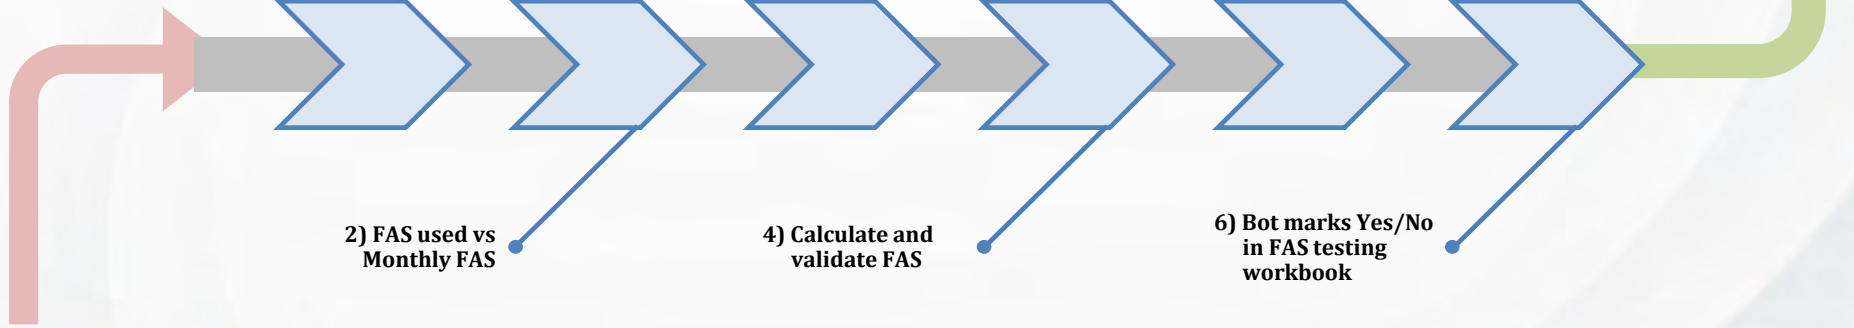 2) FAS used vs
Monthly FAS
4) Calculate and
validate FAS
6) Bot marks Yes/No
in FAS testing
workbook